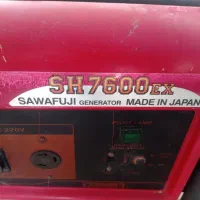 SH7600EX
SAWAFUJI GENERATOR MADE IN JAPAN